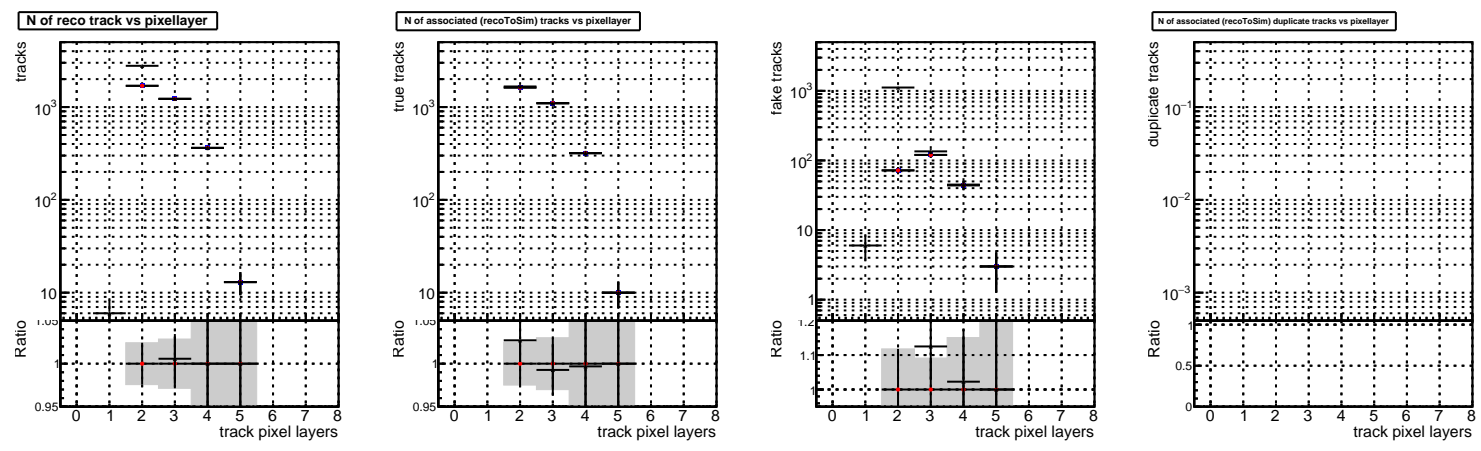 N of reco track vs pixellayer
tracks
10³
10²
10
Ratio
1.05
1
0.95
0 1 2 3 4 5 6 7 8
track pixel layers
N of associated (recoToSim) tracks vs pixellayer
true tracks
10³
10²
10
Ratio
1.05
1
0.95
0 1 2 3 4 5 6 7 8
track pixel layers
fake tracks
10³
10²
10
1
Ratio
1.2
1.1
1
0 1 2 3 4 5 6 7 8
track pixel layers
N of associated (recoToSim) duplicate tracks vs pixellayer
duplicate tracks
10⁻¹
10⁻²
10⁻³
Ratio
1
0.5
0
0 1 2 3 4 5 6 7 8
track pixel layers